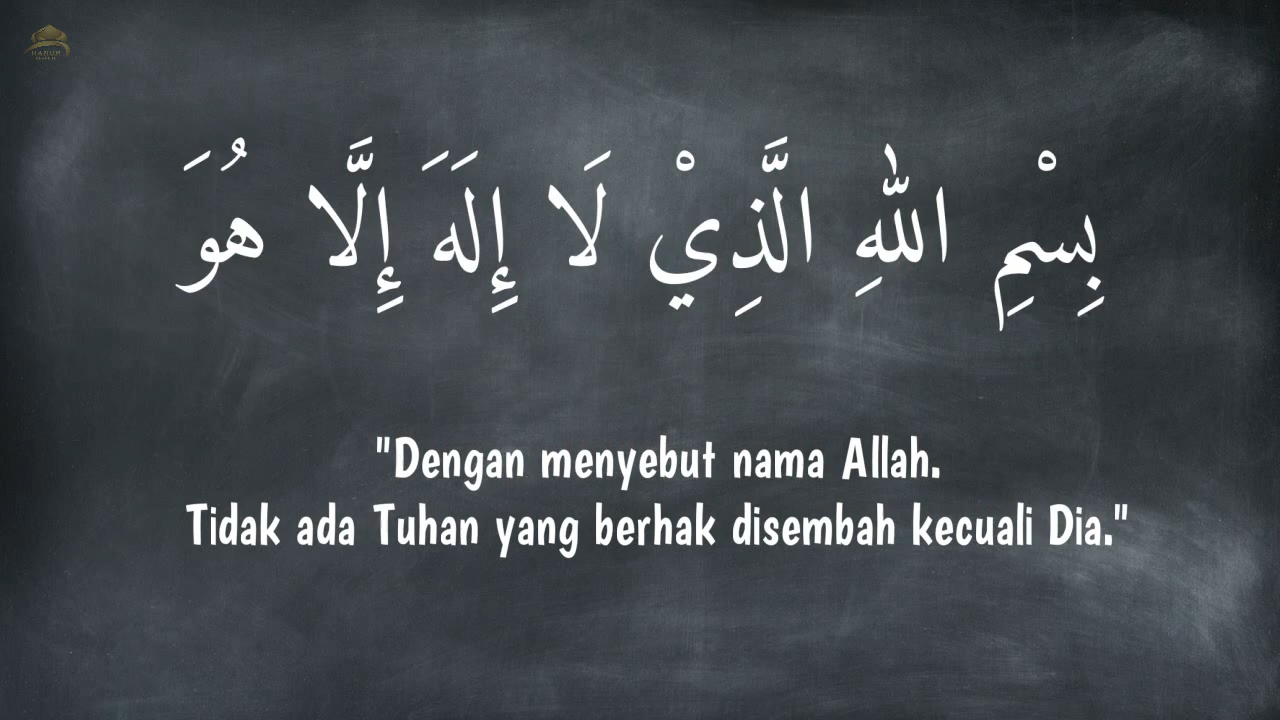 بِسْمِ اللهِ الَّذِيْ لَا إِلَهَ إِلَّا هُوَ
"Dengan menyebut nama Allah.
Tidak ada Tuhan yang berhak disembah kecuali Dia."